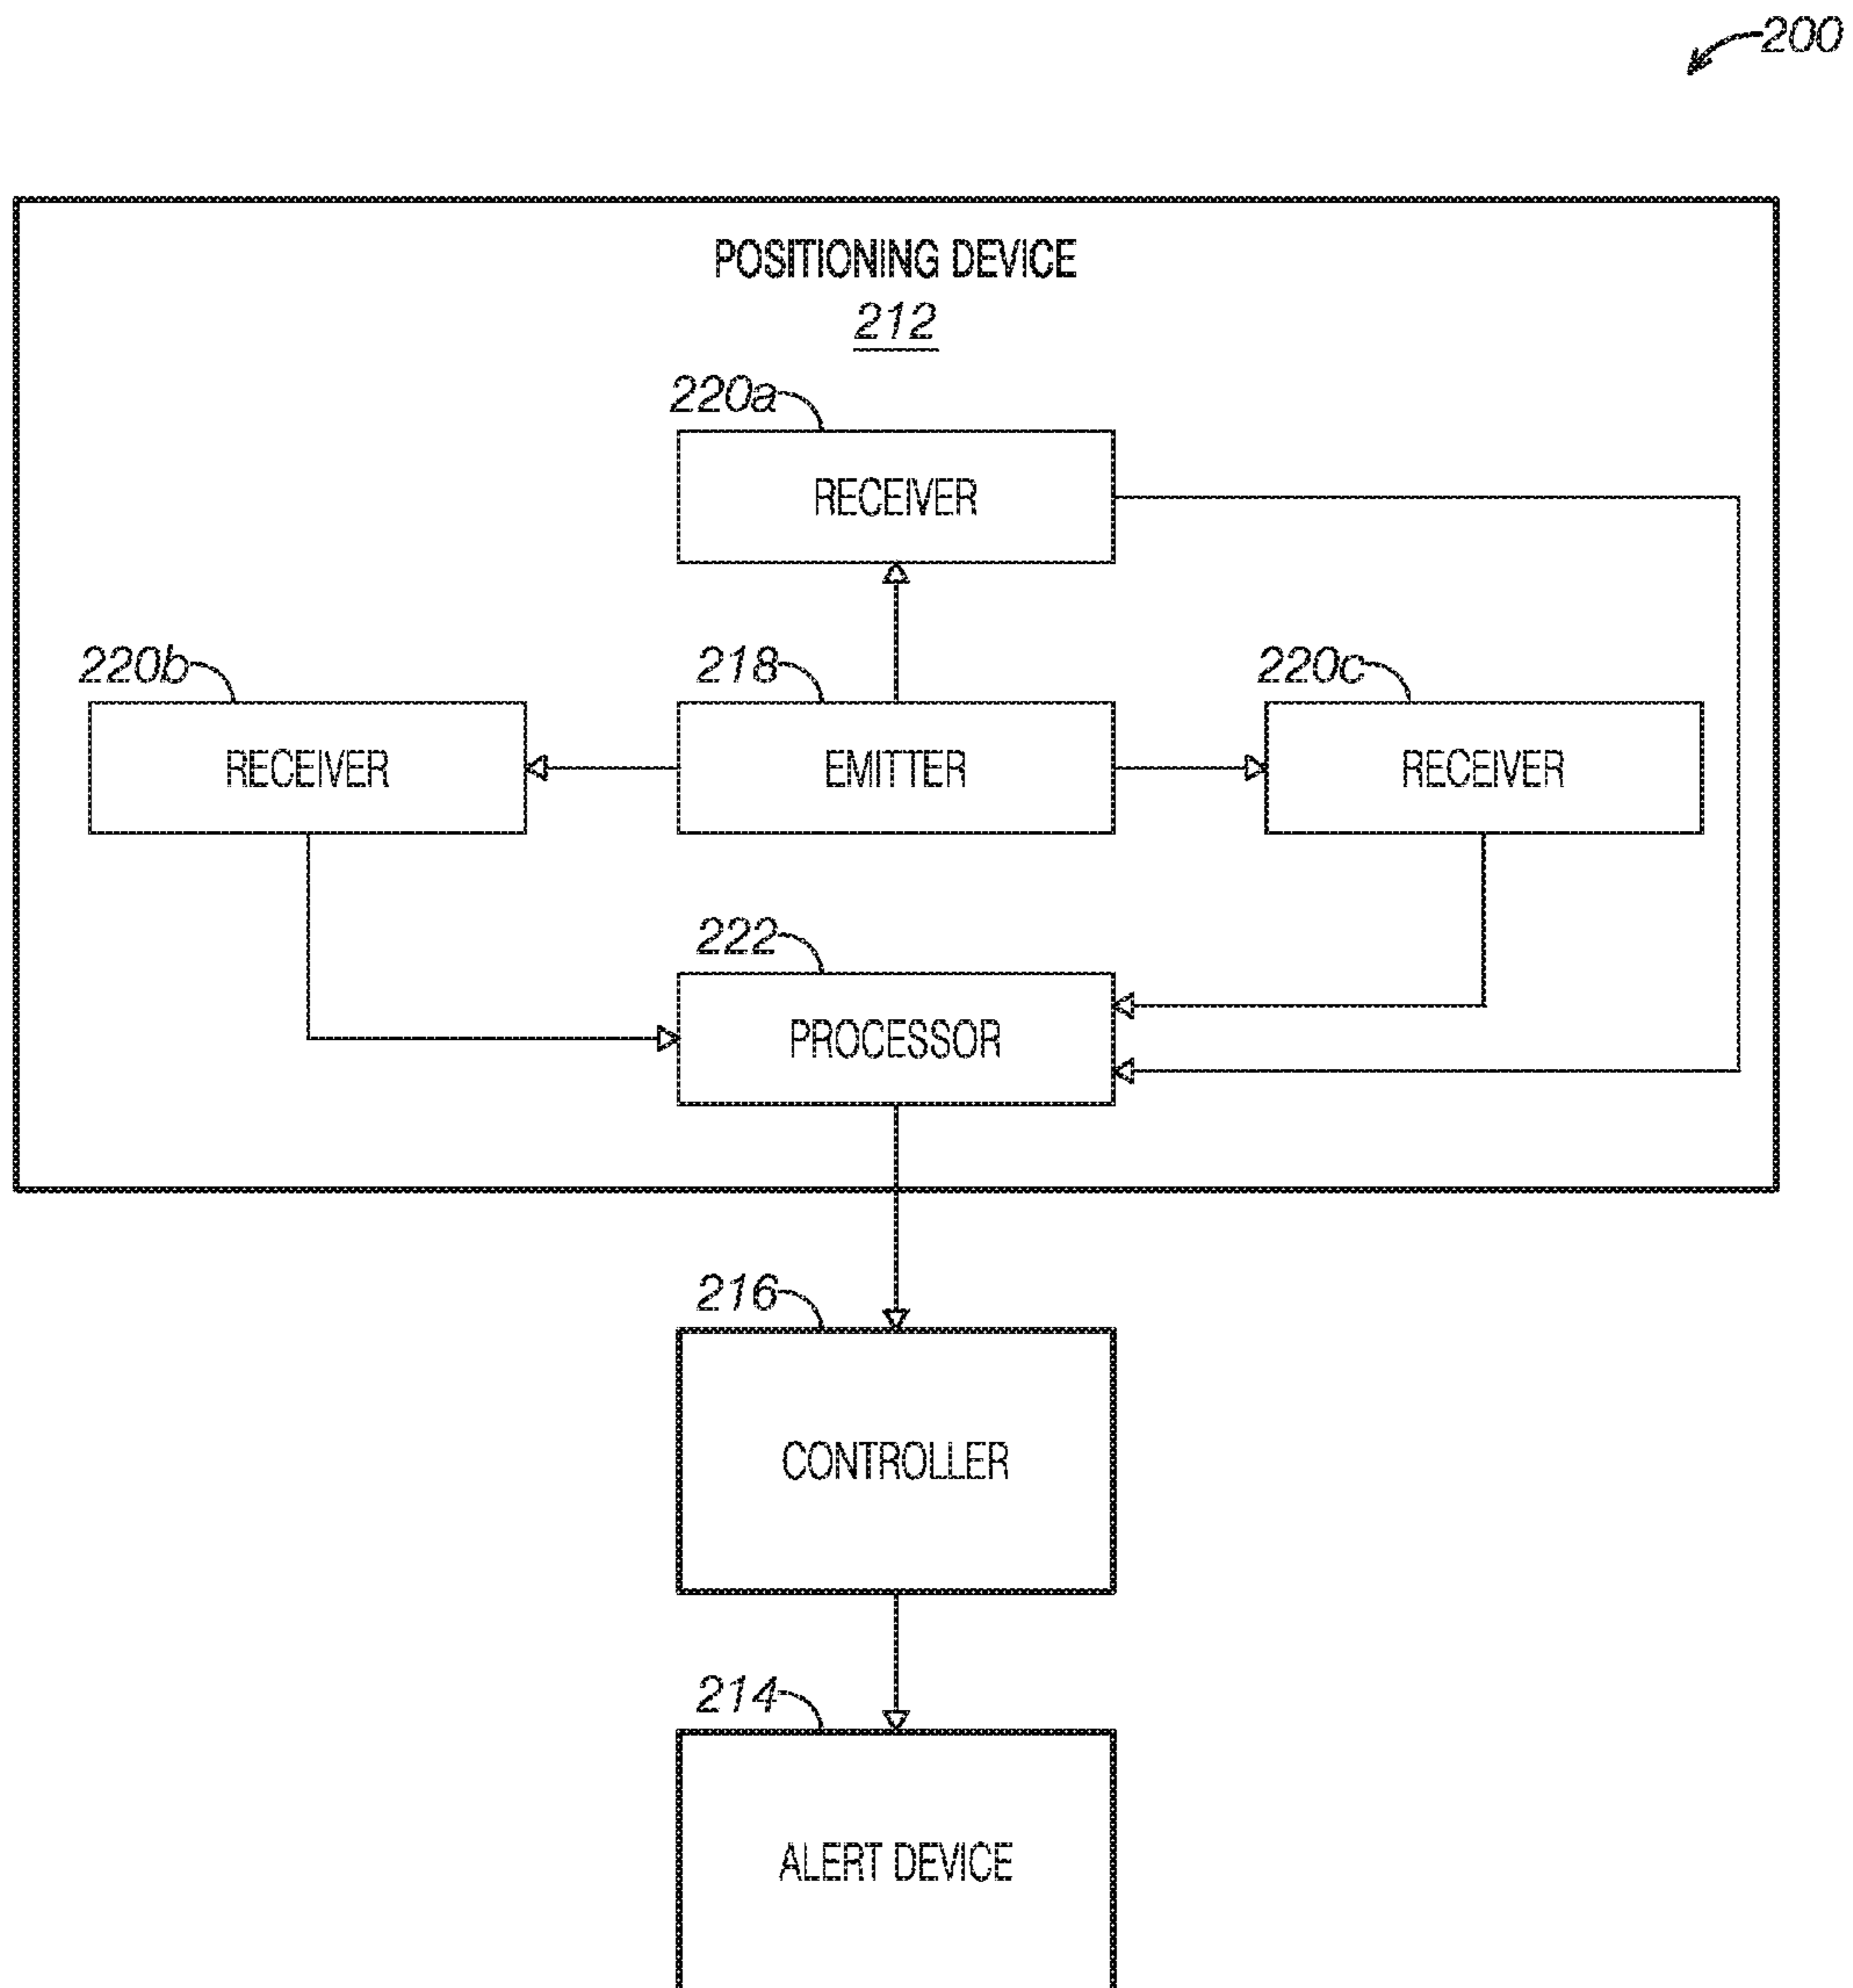 200
POSITIONING DEVICE
212
220a
RECEIVER
220b
218
220c
RECEIVER
EMITTER
RECEIVER
222
PROCESSOR
216
CONTROLLER
214
ALERT DEVICE